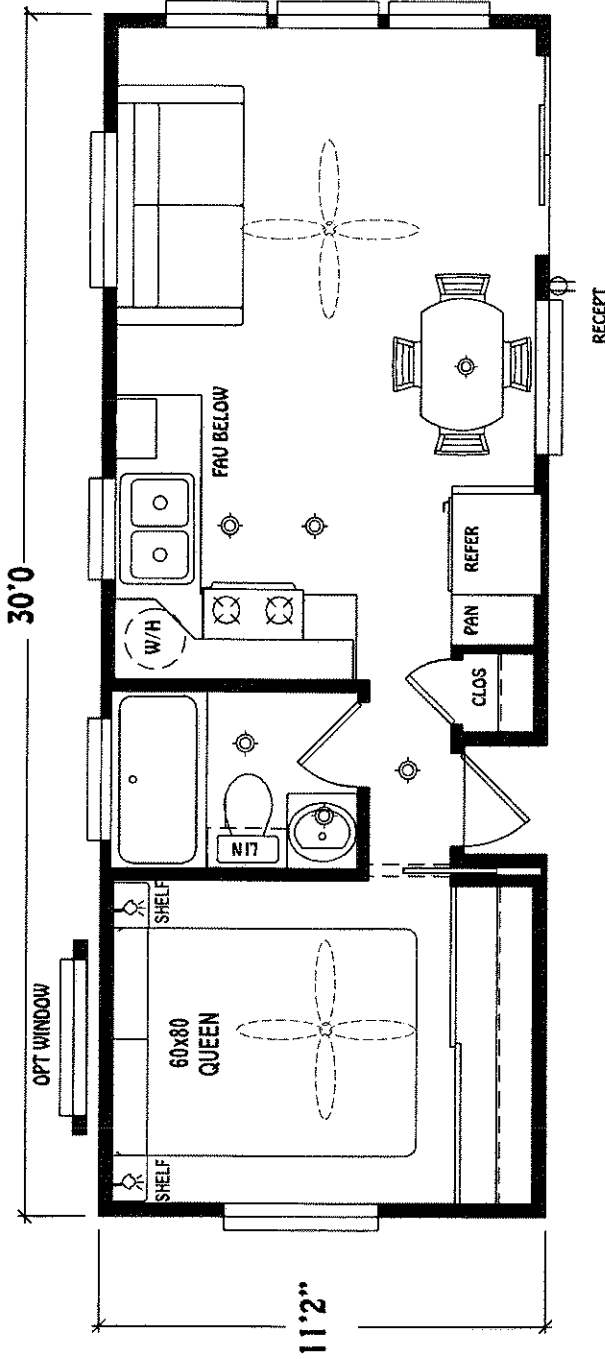 30'0
OPT WINDOW
11'2"
SHELF
SHELF
60x80
QUEEN
LIN
W/H
FAU BELOW
CLOS
PAN
REFER
RECEPT